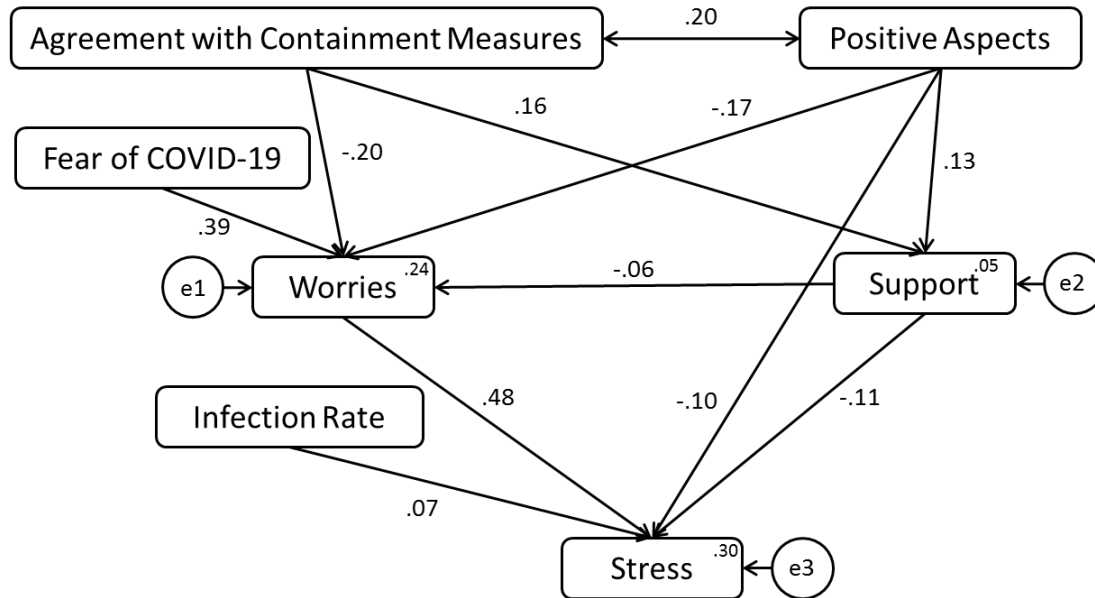 .20
Agreement with Containment Measures
Positive Aspects
.16
-.17
Fear of COVID-19
-.20
.13
.39
e1
Worries
.24
-.06
Support
.05
e2
Infection Rate
.48
-.10
-.11
.07
Stress
.30
e3